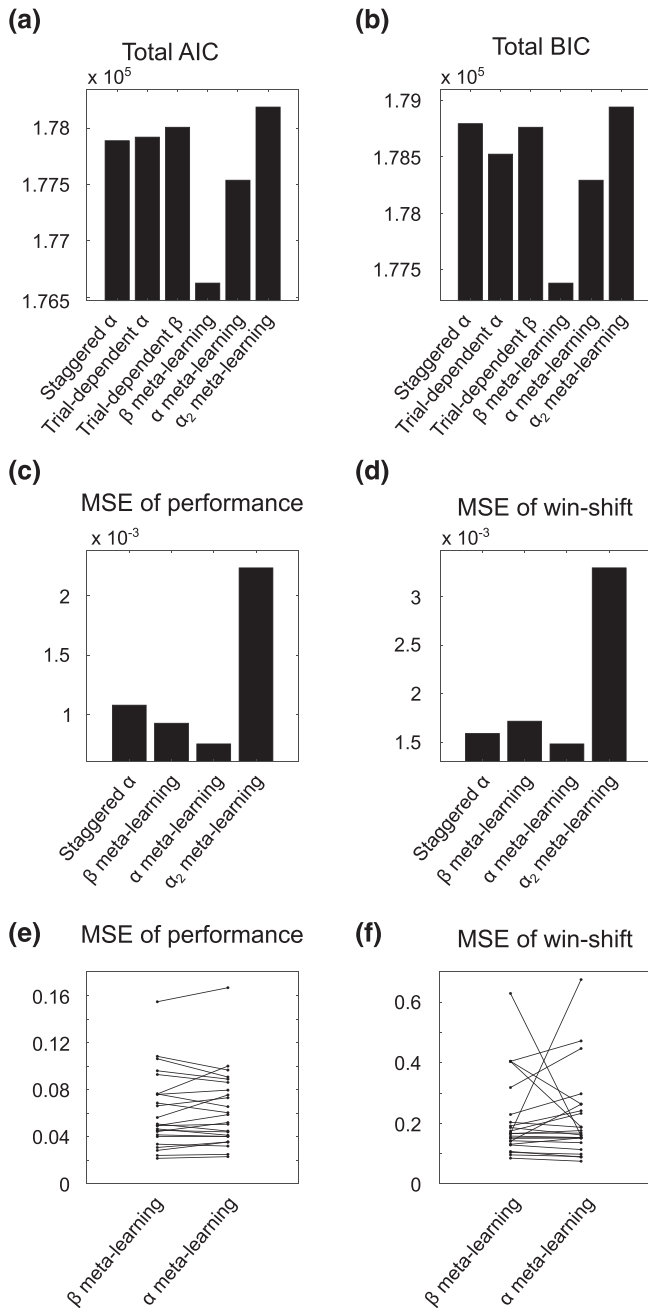 (a)
Total AIC
x 10⁵
1.78
1.775
1.77
1.765
Staggered α
Trial-dependent α
Trial-dependent β
β meta-learning
α meta-learning
α₂ meta-learning
(b)
Total BIC
x 10⁵
1.79
1.785
1.78
1.775
Staggered α
Trial-dependent α
Trial-dependent β
β meta-learning
α meta-learning
α₂ meta-learning
(c)
MSE of performance
x 10⁻³
2
1.5
1
Staggered α
β meta-learning
α meta-learning
α₂ meta-learning
(d)
MSE of win-shift
x 10⁻³
3
2.5
2
1.5
Staggered α
β meta-learning
α meta-learning
α₂ meta-learning
(e)
MSE of performance
0.16
0.12
0.08
0.04
0
β meta-learning
α meta-learning
(f)
MSE of win-shift
0.6
0.4
0.2
0
β meta-learning
α meta-learning